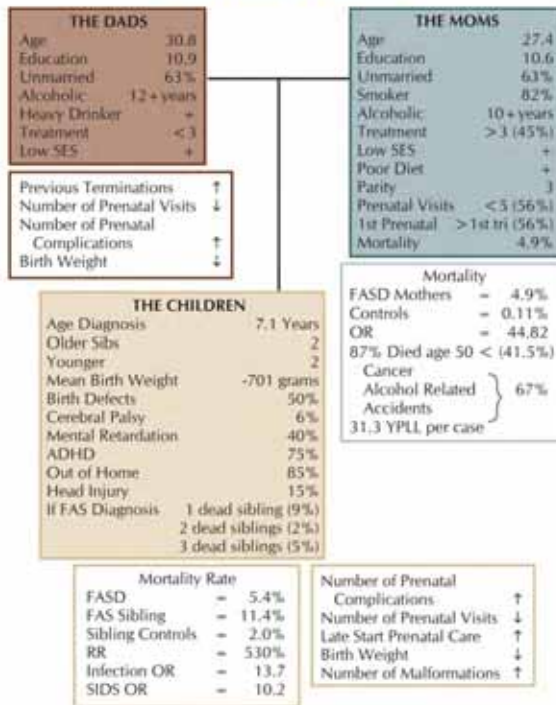 THE DADS
Age 30.8
Education 10.9
Unmarried 63%
Alcoholic 12+ years
Heavy Drinker +
Treatment <3
Low SES +
THE MOMS
Age 27.4
Education 10.6
Unmarried 63%
Smoker 82%
Alcoholic 10+ years
Treatment >3 (45%)
Low SES +
Poor Diet +
Parity 3
Prenatal Visits <5 (56%)
1st Prenatal >1st tri (56%)
Mortality 4.9%
Previous Terminations ↑
Number of Prenatal Visits ↓
Number of Prenatal
Complications ↑
Birth Weight ↓
Mortality
FASD Mothers = 4.9%
Controls = 0.11%
OR = 44.82
87% Died age 50 < (41.5%)
Cancer
Alcohol Related } 67%
Accidents
31.3 YPLL per case
THE CHILDREN
Age Diagnosis 7.1 Years
Older Sibs 2
Younger 2
Mean Birth Weight -701 grams
Birth Defects 50%
Cerebral Palsy 6%
Mental Retardation 40%
ADHD 75%
Out of Home 85%
Head Injury 15%
If FAS Diagnosis 1 dead sibling (9%)
2 dead siblings (2%)
3 dead siblings (5%)
Mortality Rate
FASD = 5.4%
FAS Sibling = 11.4%
Sibling Controls = 2.0%
RR = 530%
Infection OR = 13.7
SIDS OR = 10.2
Number of Prenatal
Complications ↑
Number of Prenatal Visits ↓
Late Start Prenatal Care ↑
Birth Weight ↓
Number of Malformations ↑